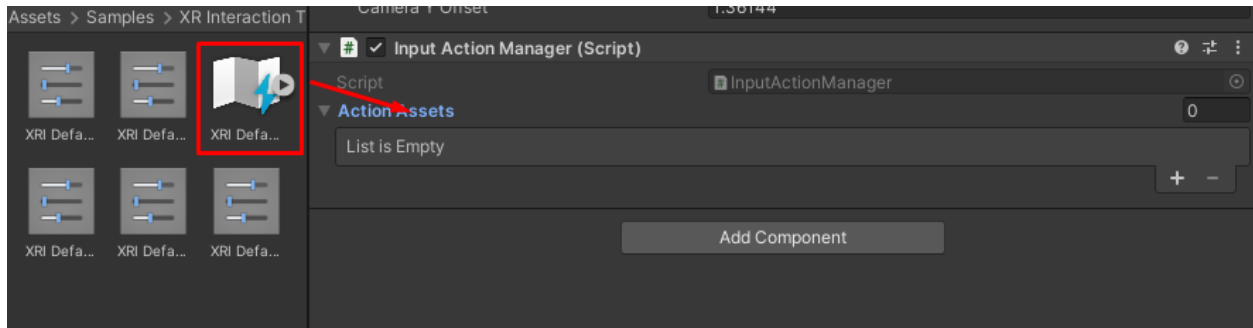 Assets > Samples > XR Interaction T
XRI Defa...
XRI Defa...
XRI Defa...
XRI Defa...
XRI Defa...
XRI Defa...
Camera Y Offset
1.36144
Input Action Manager (Script)
Script
InputActionManager
Action Assets
0
List is Empty
Add Component